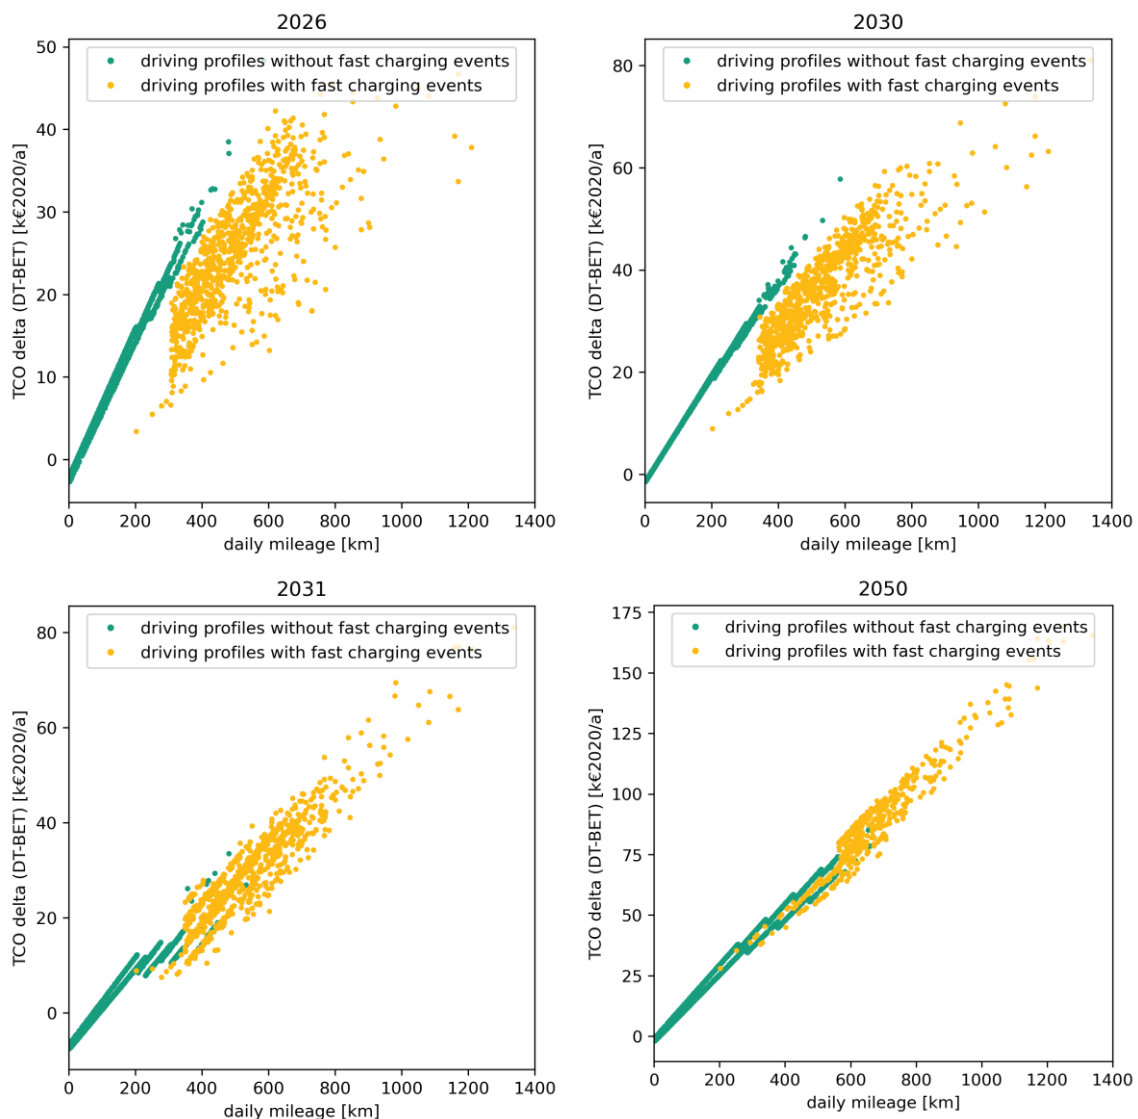 2026
driving profiles without fast charging events
driving profiles with fast charging events
TCO delta (DT-BET) [k€2020/a]
50
40
30
20
10
0
0 200 400 600 800 1000 1200 1400
daily mileage [km]
2030
driving profiles without fast charging events
driving profiles with fast charging events
TCO delta (DT-BET) [k€2020/a]
80
60
40
20
0
0 200 400 600 800 1000 1200 1400
daily mileage [km]
2031
driving profiles without fast charging events
driving profiles with fast charging events
TCO delta (DT-BET) [k€2020/a]
80
60
40
20
0
0 200 400 600 800 1000 1200 1400
daily mileage [km]
2050
driving profiles without fast charging events
driving profiles with fast charging events
TCO delta (DT-BET) [k€2020/a]
175
150
125
100
75
50
25
0
0 200 400 600 800 1000 1200 1400
daily mileage [km]